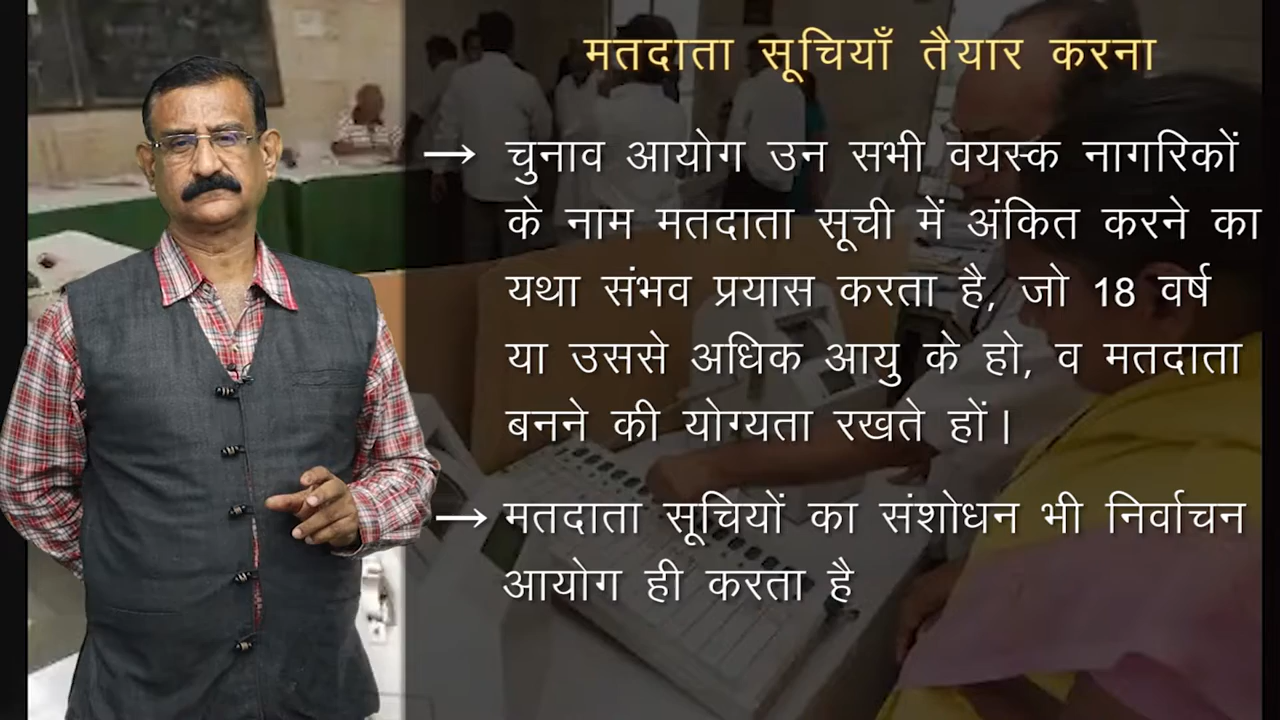 मतदाता सूचियाँ तैयार करना
→ चुनाव आयोग उन सभी वयस्क नागरिकों
के नाम मतदाता सूची में अंकित करने का
यथा संभव प्रयास करता है, जो 18 वर्ष
या उससे अधिक आयु के हो, व मतदाता
बनने की योग्यता रखते हों।
→ मतदाता सूचियों का संशोधन भी निर्वाचन
आयोग ही करता है